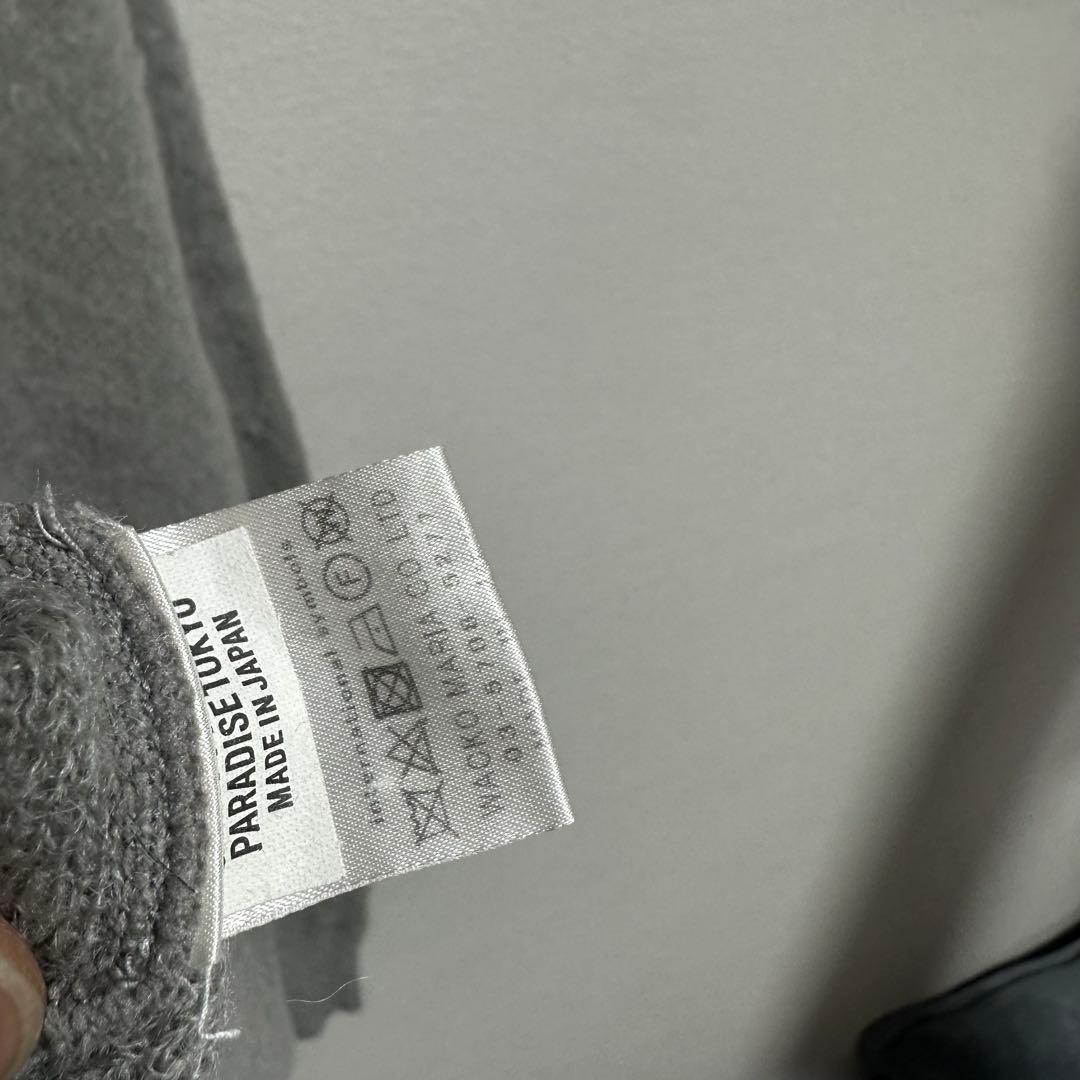 PARADISE TOKYO
MADE IN JAPAN
International symbols
F
W
WACKO MARIA CO LTD